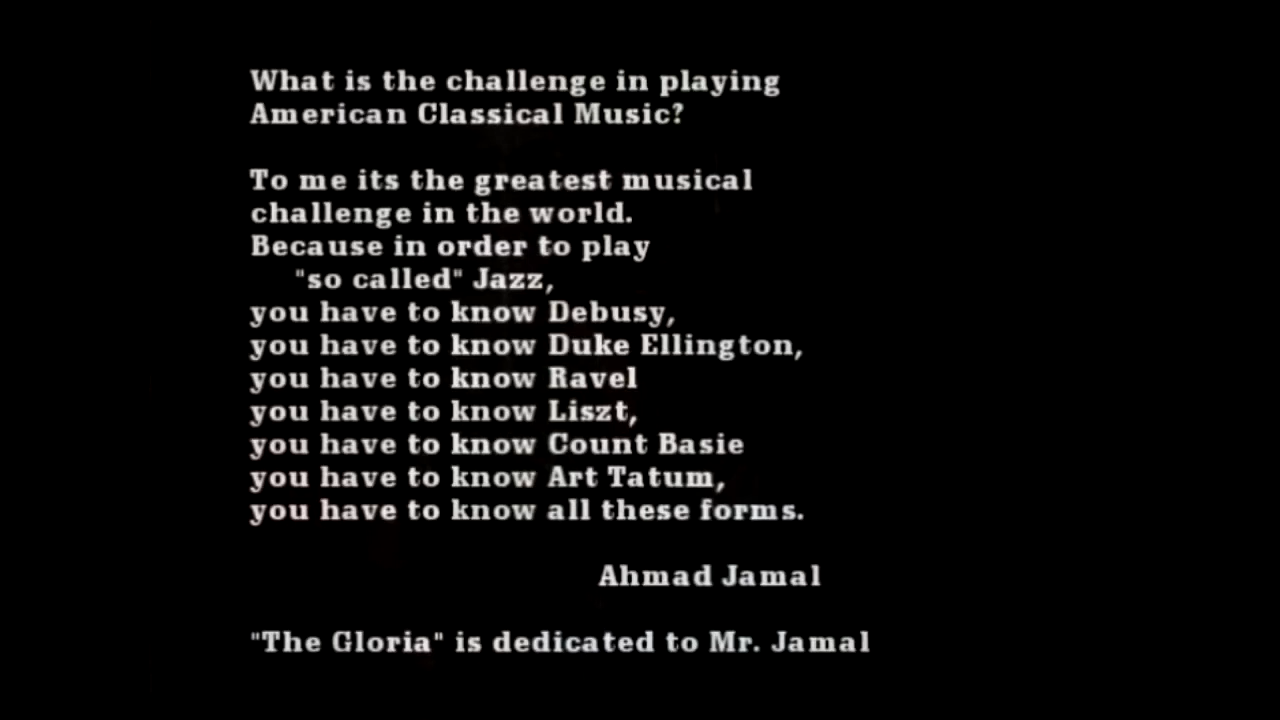 What is the challenge in playing
American Classical Music?
To me its the greatest musical
challenge in the world.
Because in order to play
"so called" Jazz,
you have to know Debusy,
you have to know Duke Ellington,
you have to know Ravel
you have to know Liszt,
you have to know Count Basie
you have to know Art Tatum,
you have to know all these forms.
Ahmad Jamal
"The Gloria" is dedicated to Mr. Jamal